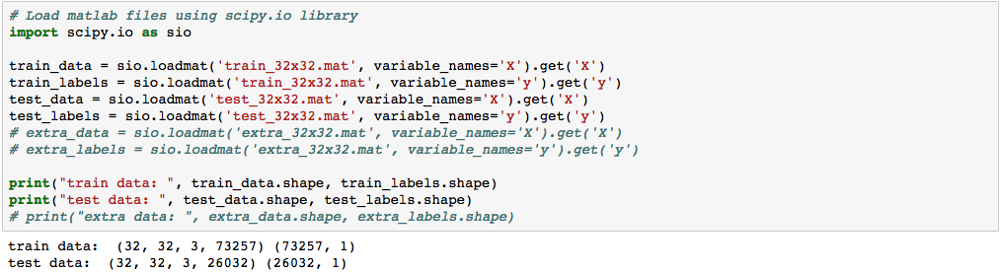 # Load matlab files using scipy.io library
import scipy.io as sio
train_data = sio.loadmat('train_32x32.mat', variable_names='X').get('X')
train_labels = sio.loadmat('train_32x32.mat', variable_names='y').get('y')
test_data = sio.loadmat('test_32x32.mat', variable_names='X').get('X')
test_labels = sio.loadmat('test_32x32.mat', variable_names='y').get('y')
# extra_data = sio.loadmat('extra_32x32.mat', variable_names='X').get('X')
# extra_labels = sio.loadmat('extra_32x32.mat', variable_names='y').get('y')
print("train data: ", train_data.shape, train_labels.shape)
print("test data: ", test_data.shape, test_labels.shape)
# print("extra data: ", extra_data.shape, extra_labels.shape)
train data:  (32, 32, 3, 73257) (73257, 1)
test data:  (32, 32, 3, 26032) (26032, 1)